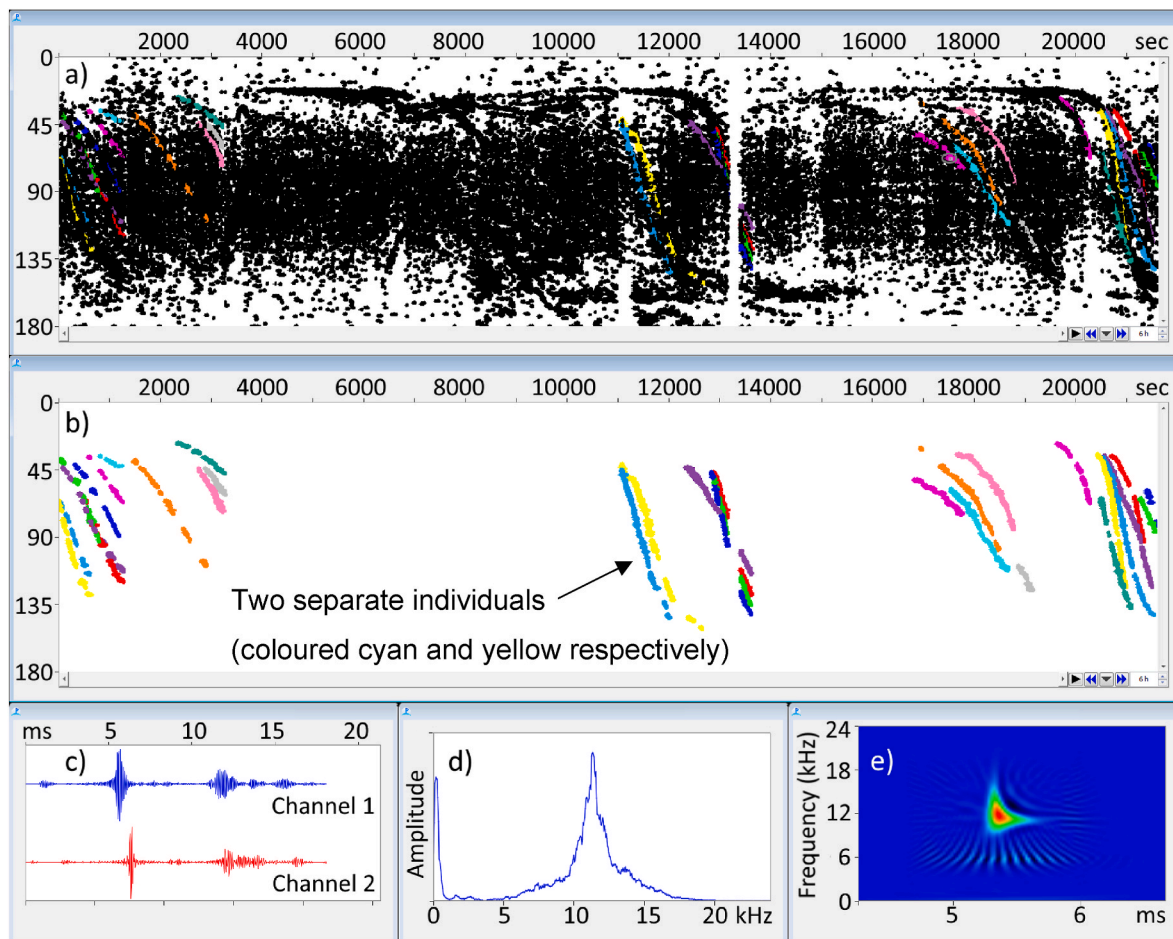 2000 4000 6000 8000 10000 12000 14000 16000 18000 20000 sec
0
a)
45
90
135
180
6h
2000 4000 6000 8000 10000 12000 14000 16000 18000 20000 sec
0
b)
45
90
135
180
Two separate individuals
(coloured cyan and yellow respectively)
6h
ms 5 10 15 20
c)
Channel 1
Channel 2
d)
Amplitude
0 5 10 15 20 kHz
e)
Frequency (kHz)
24
18
12
6
0
5 6 ms